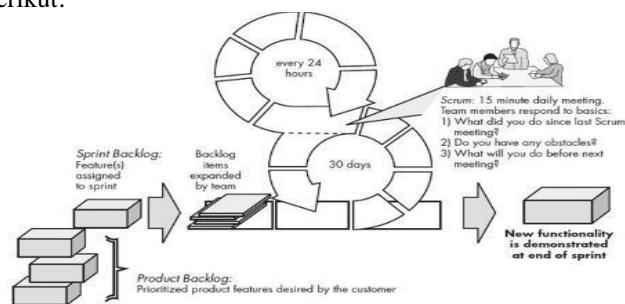 erikut:
every 24
hours
Scrum: 15 minute daily meeting.
Team members respond to basics:
1) What did you do since last Scrum
meeting?
2) Do you have any obstacles?
3) What will you do before next
meeting?
Sprint Backlog:
Feature(s)
assigned
to sprint
Backlog
items
expanded
by team
30 days
New functionality
is demonstrated
at end of sprint
Product Backlog:
Prioritized product features desired by the customer